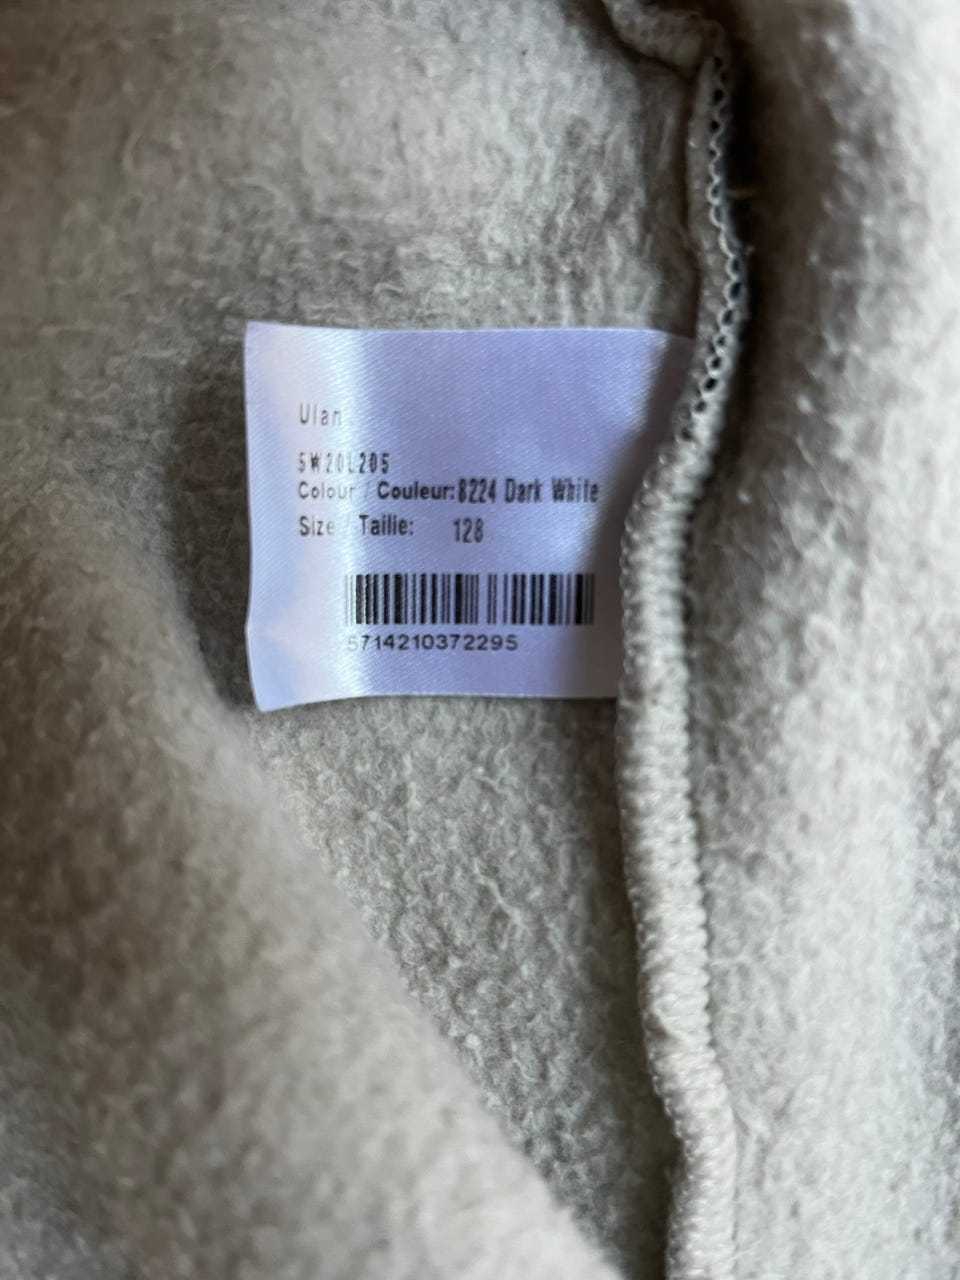 Ulan
5W20L205
Colour / Couleur:8224 Dark White
Size / Taille: 128
5714210372295